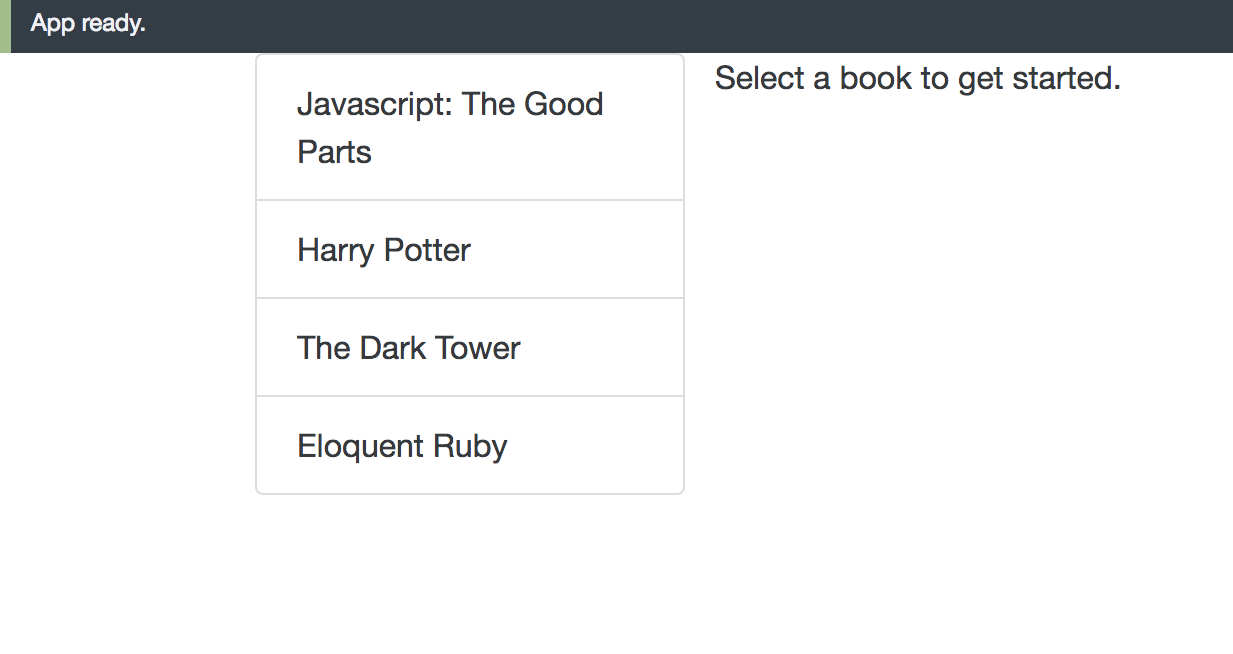 App ready.
Javascript: The Good
Parts
Harry Potter
The Dark Tower
Eloquent Ruby
Select a book to get started.